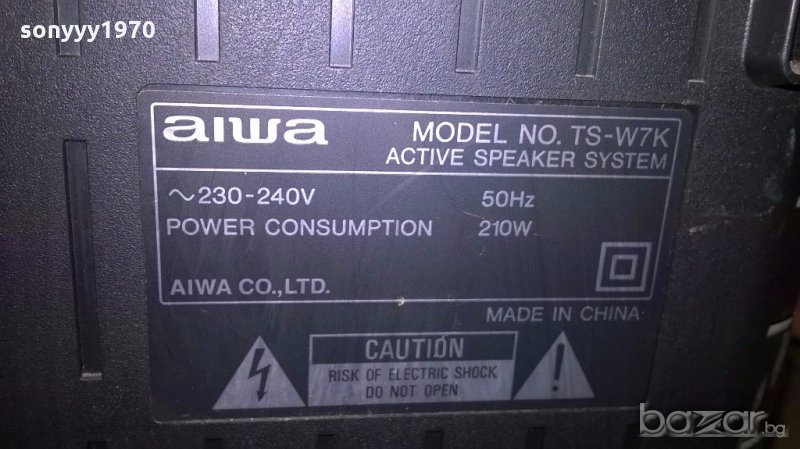 sonyyy1970
aiwa
MODEL NO. TS-W7K
ACTIVE SPEAKER SYSTEM
~230-240V 50Hz
POWER CONSUMPTION 210W
AIWA CO.,LTD.
MADE IN CHINA
CAUTION
RISK OF ELECTRIC SHOCK
DO NOT OPEN
bazar.bg